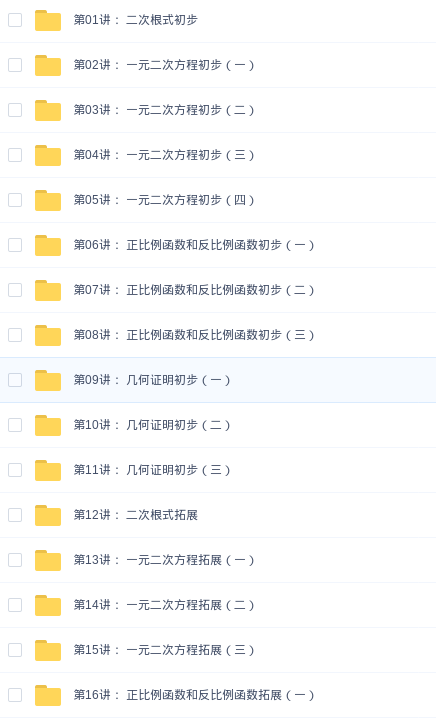 第01讲： 二次根式初步
第02讲： 一元二次方程初步（一）
第03讲： 一元二次方程初步（二）
第04讲： 一元二次方程初步（三）
第05讲： 一元二次方程初步（四）
第06讲： 正比例函数和反比例函数初步（一）
第07讲： 正比例函数和反比例函数初步（二）
第08讲： 正比例函数和反比例函数初步（三）
第09讲： 几何证明初步（一）
第10讲： 几何证明初步（二）
第11讲： 几何证明初步（三）
第12讲： 二次根式拓展
第13讲： 一元二次方程拓展（一）
第14讲： 一元二次方程拓展（二）
第15讲： 一元二次方程拓展（三）
第16讲： 正比例函数和反比例函数拓展（一）